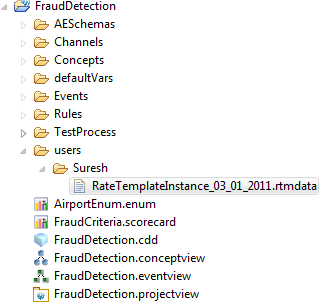 FraudDetection
AESchemas
Channels
Concepts
defaultVars
Events
Rules
TestProcess
users
Suresh
RateTemplateInstance_03_01_2011.rtmdata
AirportEnum.enum
FraudCriteria.scorecard
FraudDetection.cdd
FraudDetection.conceptview
FraudDetection.eventview
FraudDetection.projectview